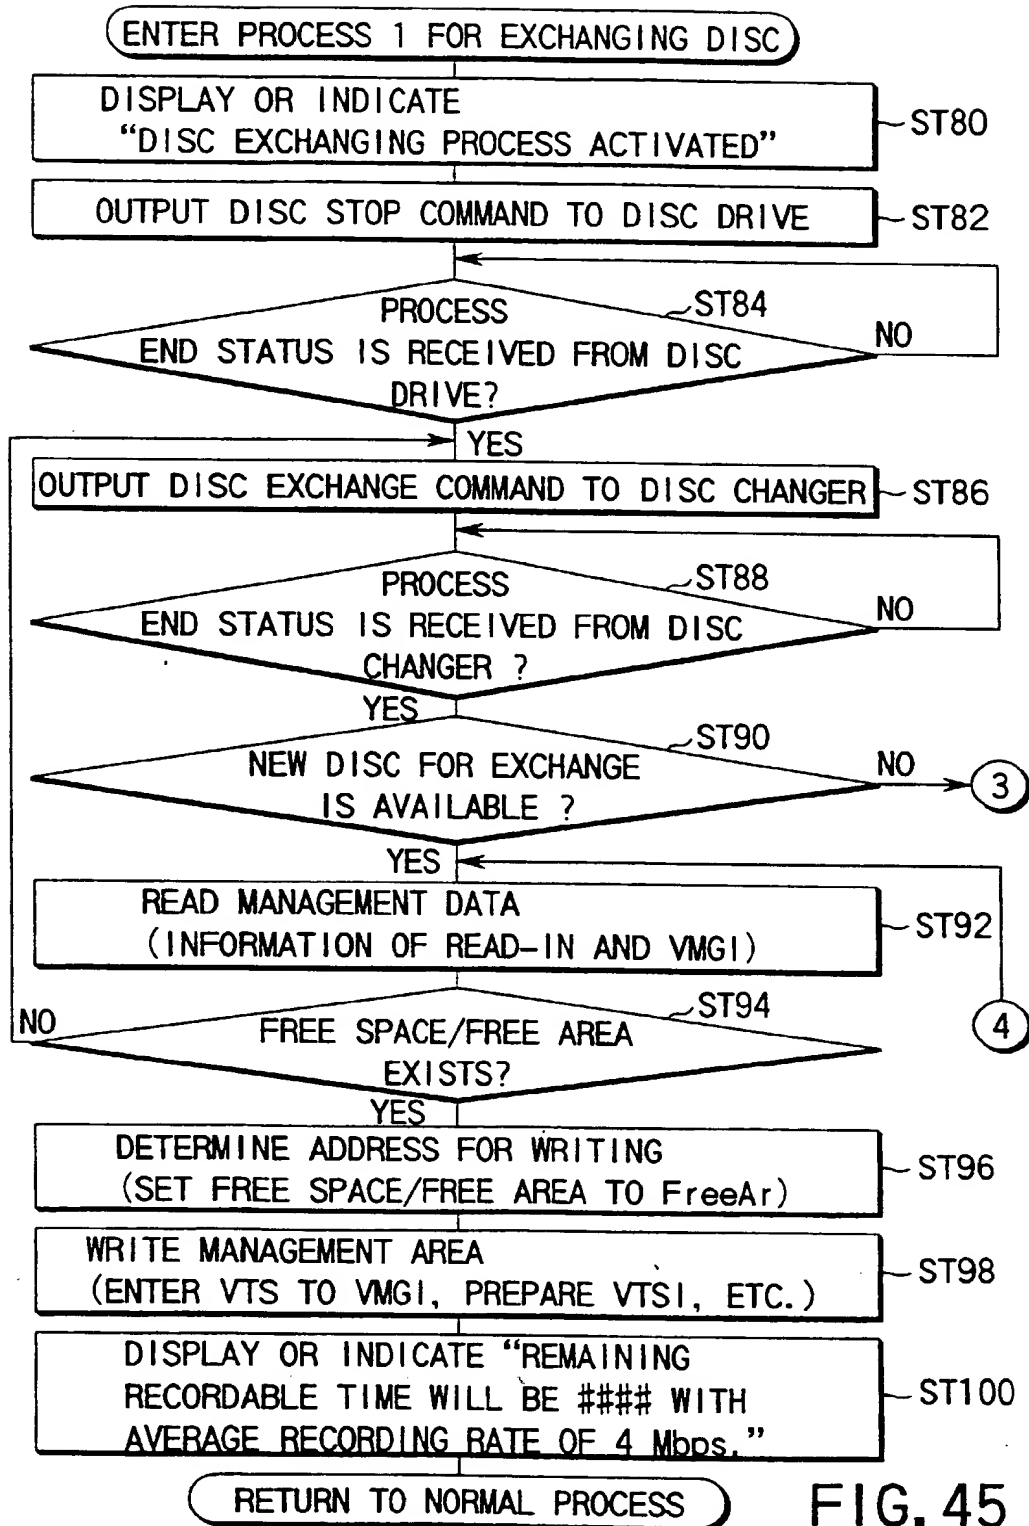 ENTER PROCESS 1 FOR EXCHANGING DISC
DISPLAY OR INDICATE
“DISC EXCHANGING PROCESS ACTIVATED”
ST80
OUTPUT DISC STOP COMMAND TO DISC DRIVE
ST82
ST84
PROCESS
END STATUS IS RECEIVED FROM DISC
DRIVE?
NO
YES
OUTPUT DISC EXCHANGE COMMAND TO DISC CHANGER
ST86
ST88
PROCESS
END STATUS IS RECEIVED FROM DISC
CHANGER ?
NO
YES
ST90
NEW DISC FOR EXCHANGE
IS AVAILABLE ?
NO
3
YES
READ MANAGEMENT DATA
(INFORMATION OF READ-IN AND VMGI)
ST92
ST94
NO
FREE SPACE/FREE AREA
EXISTS?
4
YES
DETERMINE ADDRESS FOR WRITING
(SET FREE SPACE/FREE AREA TO FreeAr)
ST96
WRITE MANAGEMENT AREA
(ENTER VTS TO VMGI, PREPARE VTSI, ETC.)
ST98
DISPLAY OR INDICATE “REMAINING
RECORDABLE TIME WILL BE #### WITH
AVERAGE RECORDING RATE OF 4 Mbps.”
ST100
RETURN TO NORMAL PROCESS
FIG. 45